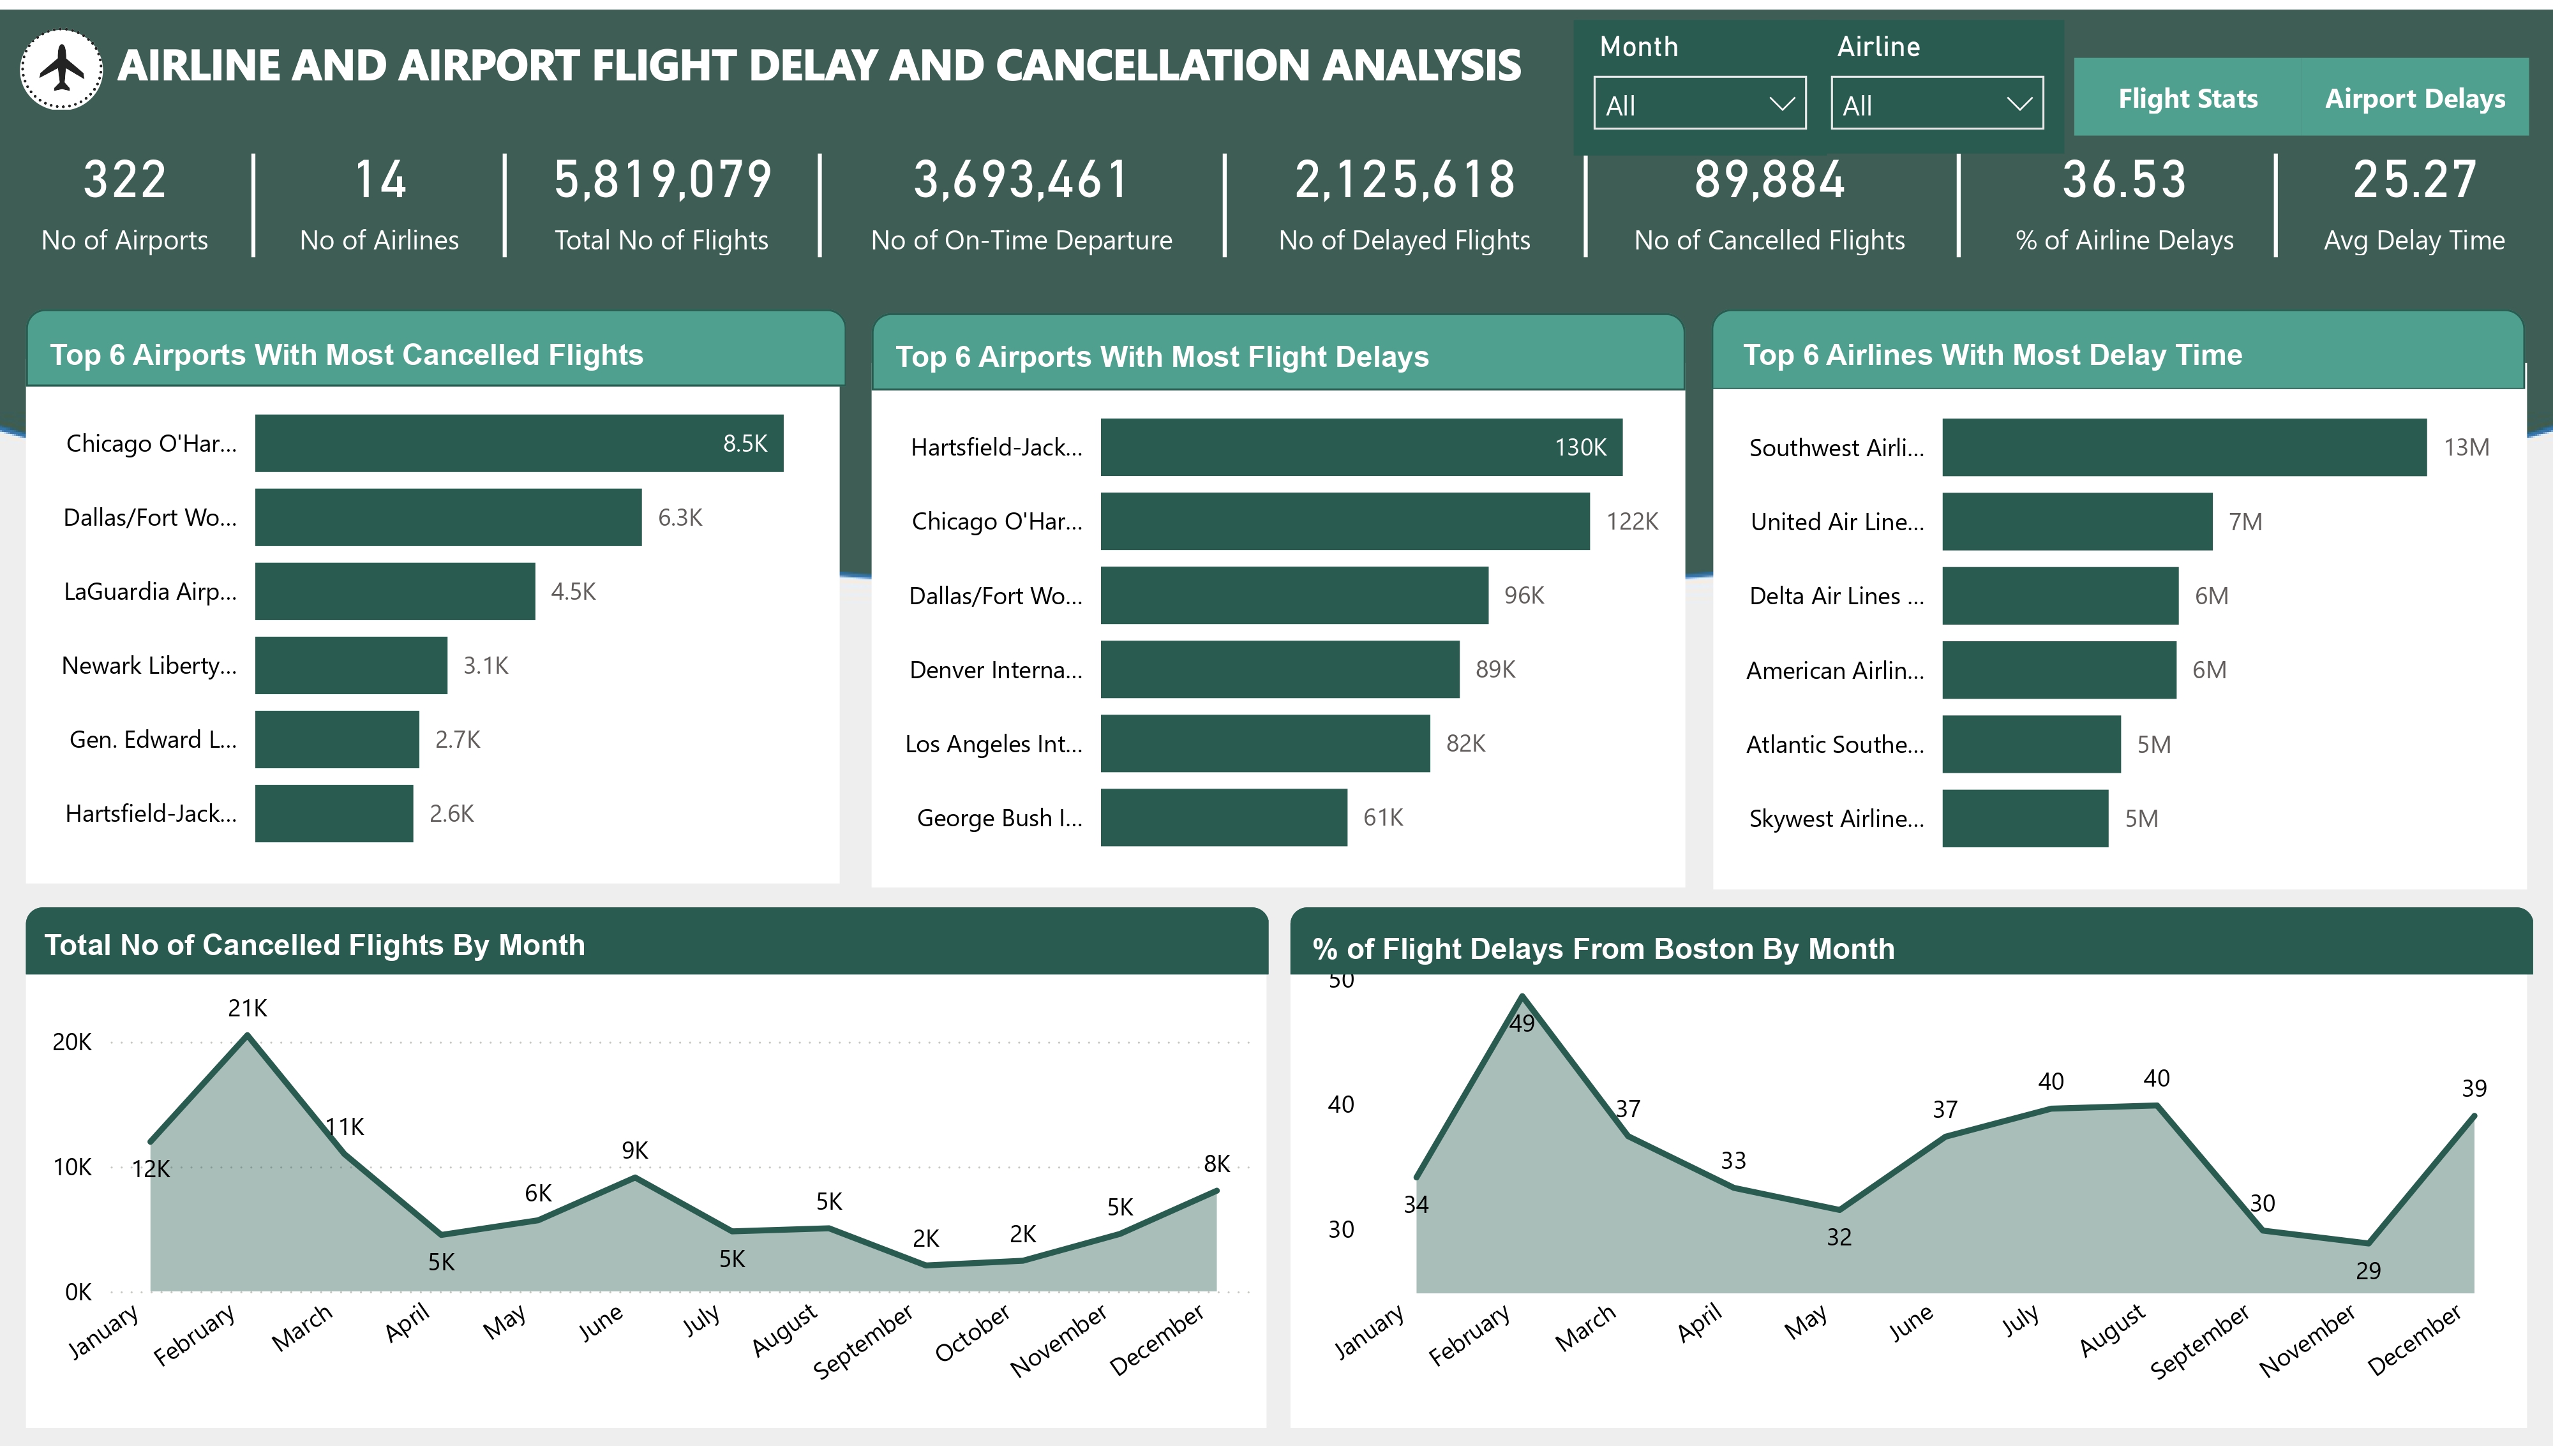 AIRLINE AND AIRPORT FLIGHT DELAY AND CANCELLATION ANALYSIS
Month
Airline
All
All
Flight Stats
Airport Delays
322
No of Airports
14
No of Airlines
5,819,079
Total No of Flights
3,693,461
No of On-Time Departure
2,125,618
No of Delayed Flights
89,884
No of Cancelled Flights
36.53
% of Airline Delays
25.27
Avg Delay Time
Top 6 Airports With Most Cancelled Flights
Chicago O'Har... 8.5K
Dallas/Fort Wo... 6.3K
LaGuardia Airp... 4.5K
Newark Liberty... 3.1K
Gen. Edward L... 2.7K
Hartsfield-Jack... 2.6K
Top 6 Airports With Most Flight Delays
Hartsfield-Jack... 130K
Chicago O'Har... 122K
Dallas/Fort Wo... 96K
Denver Interna... 89K
Los Angeles Int... 82K
George Bush I... 61K
Top 6 Airlines With Most Delay Time
Southwest Airli... 13M
United Air Line... 7M
Delta Air Lines ... 6M
American Airlin... 6M
Atlantic Southe... 5M
Skywest Airline... 5M
Total No of Cancelled Flights By Month
20K
10K
0K
12K
21K
11K
5K
6K
9K
5K
5K
2K
2K
5K
8K
January
February
March
April
May
June
July
August
September
October
November
December
% of Flight Delays From Boston By Month
50
40
30
34
49
37
33
32
37
40
40
30
29
39
January
February
March
April
May
June
July
August
September
November
December